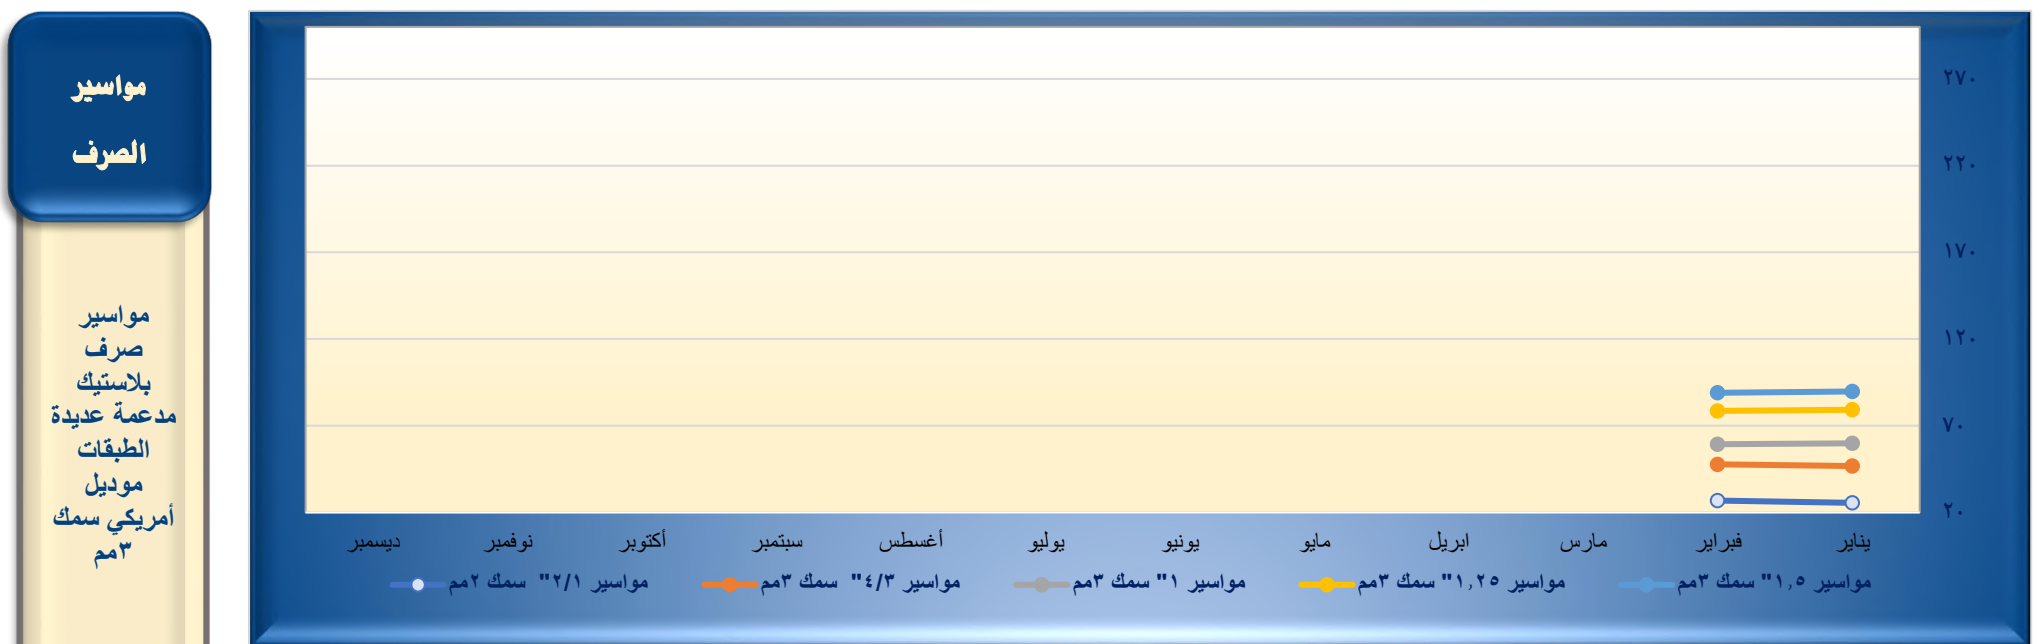 مواسير
الصرف
مواسير
صرف
بلاستيك
مدعمة عديدة
الطبقات
موديل
أمريكي سمك
٣مم
٢٧٠
٢٢٠
١٧٠
١٢٠
٧٠
٢٠
يناير فبراير مارس ابريل مايو يونيو يوليو أغسطس سبتمبر أكتوبر نوفمبر ديسمبر
مواسير ١,٥" سمك ٣مم مواسير ١,٢٥" سمك ٣مم مواسير ١" سمك ٣مم مواسير ٤/٣" سمك ٣مم مواسير ٢/١" سمك ٢مم